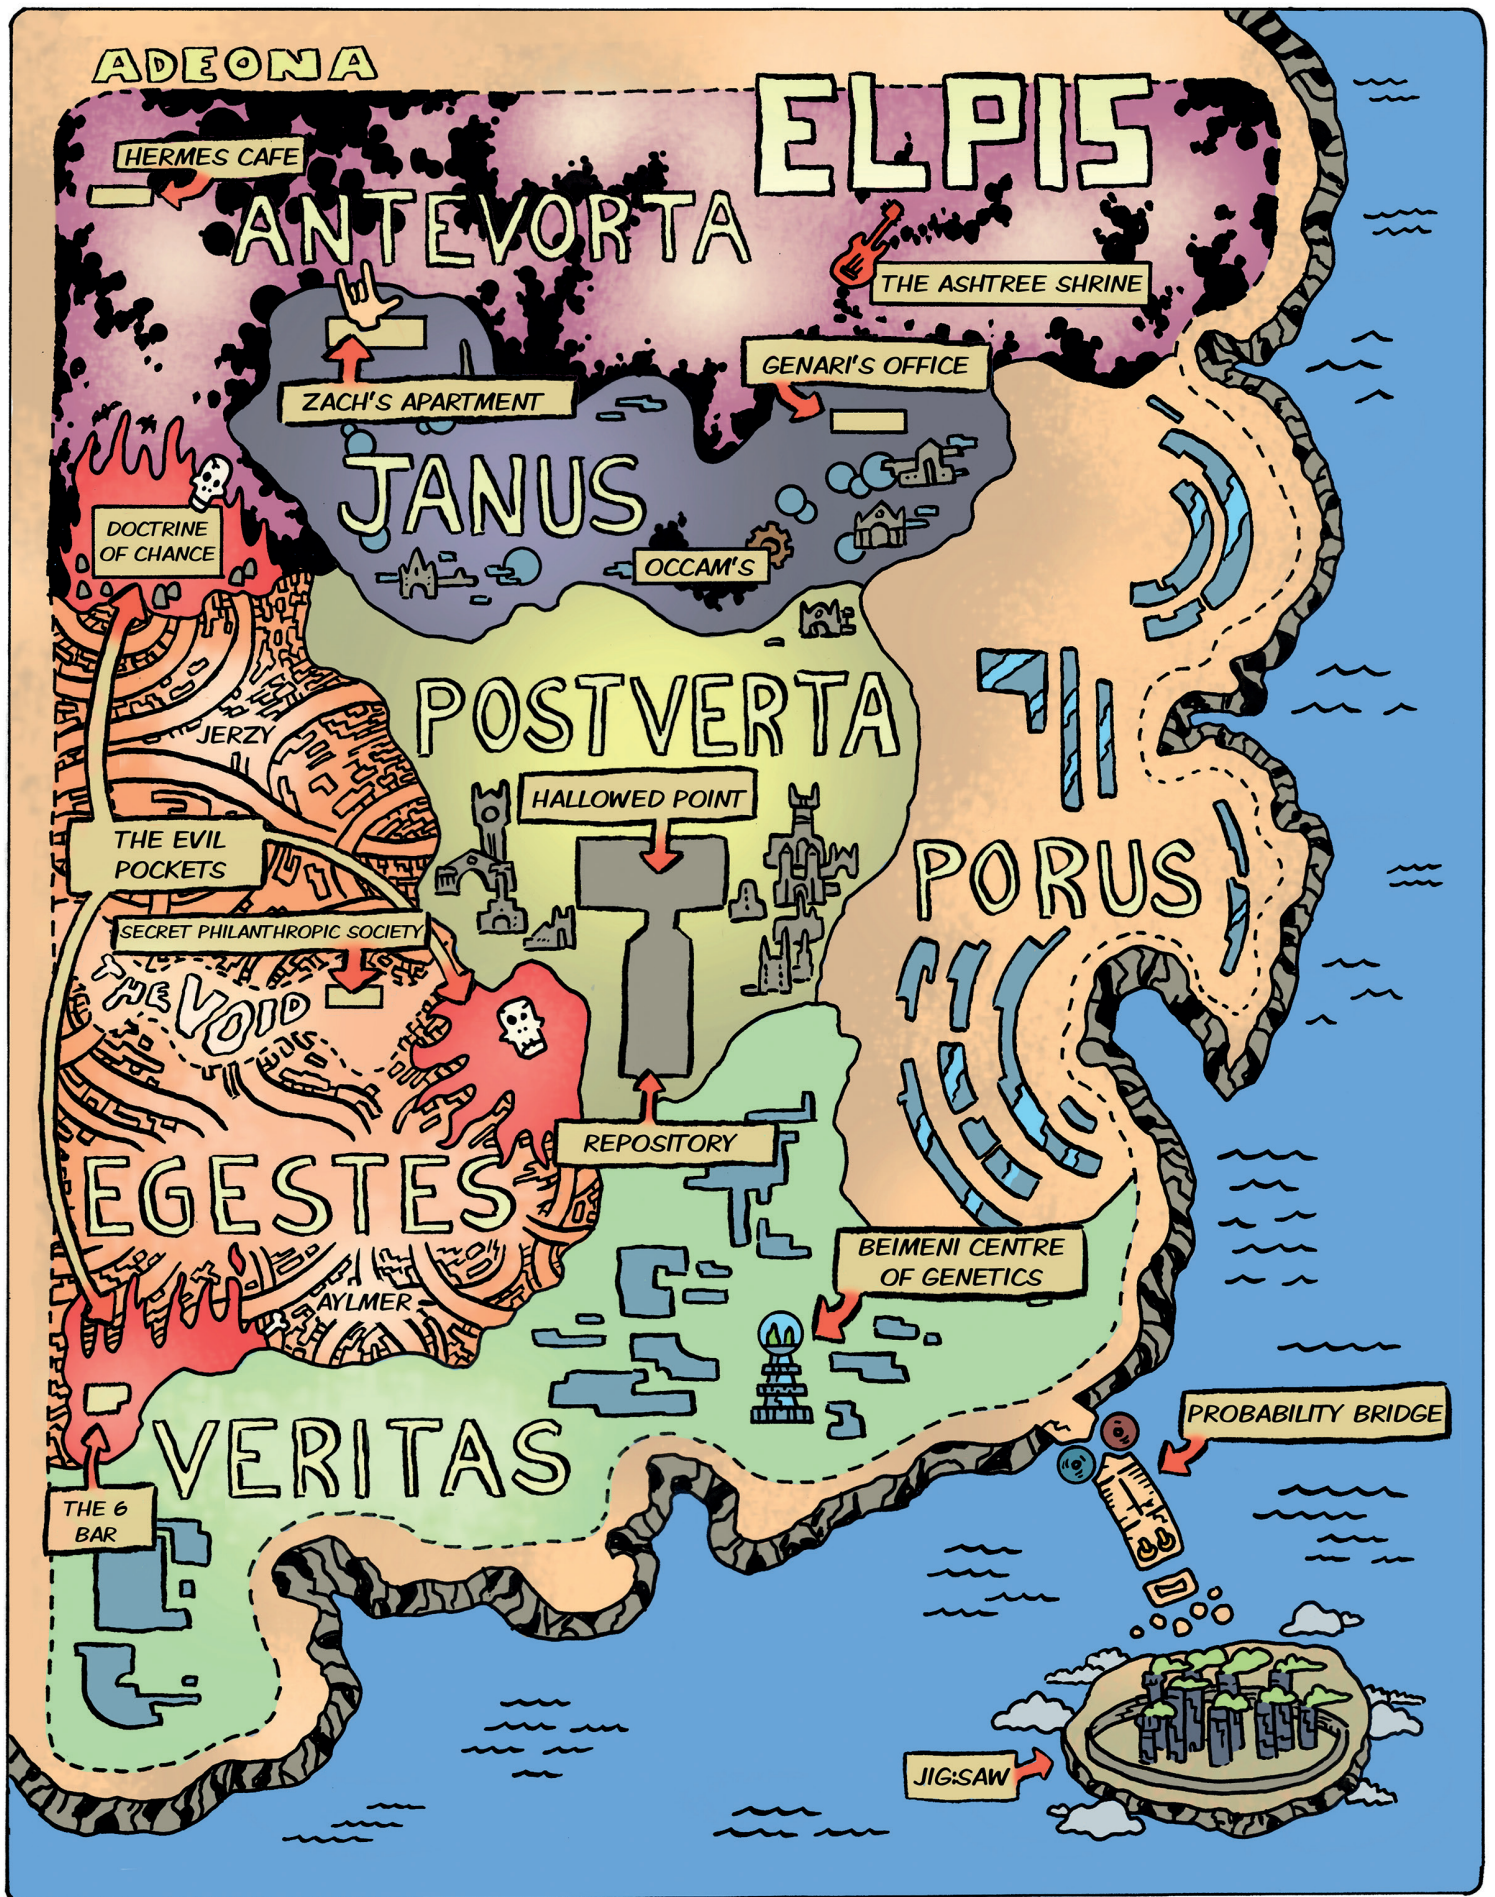 ADEONA
ELPIS
HERMES CAFE
ANTEVORTA
THE ASHTREE SHRINE
GENARI'S OFFICE
ZACH'S APARTMENT
JANUS
DOCTRINE
OF CHANCE
OCCAM'S
POSTVERTA
JERZY
HALLOWED POINT
THE EVIL
POCKETS
PORUS
SECRET PHILANTHROPIC SOCIETY
THE VOID
REPOSITORY
EGESTES
BEIMENI CENTRE
OF GENETICS
AYLMER
PROBABILITY BRIDGE
VERITAS
THE 6
BAR
JIG:SAW